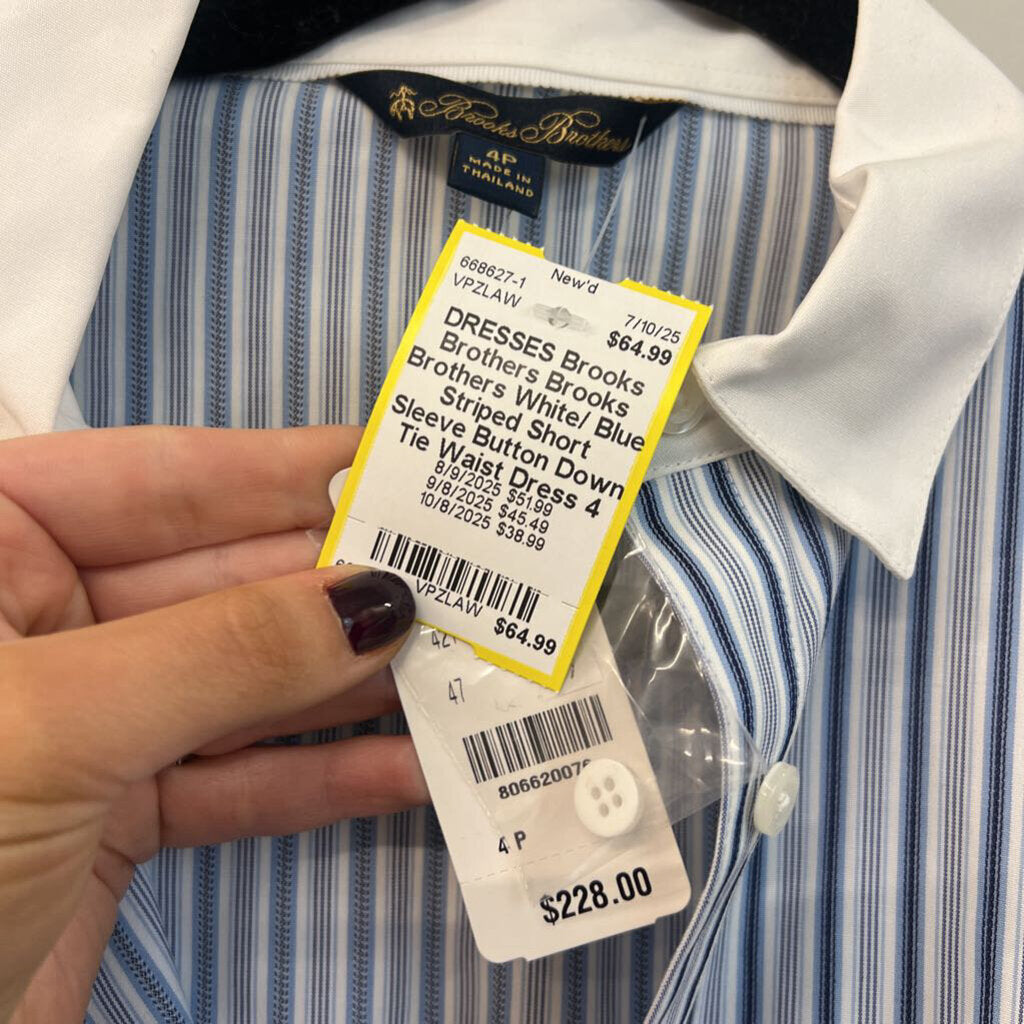 Brooks Brothers
4P
MADE IN
THAILAND
668627-1
New'd
VPZLAW
7/10/25
$64.99
DRESSES Brooks
Brothers Brooks
Brothers White/ Blue
Striped Short
Sleeve Button Down
Tie Waist Dress 4
8/9/2025 $51.99
9/8/2025 $45.49
10/8/2025 $38.99
VPZLAW
$64.99
47
80662007
4 P
$228.00